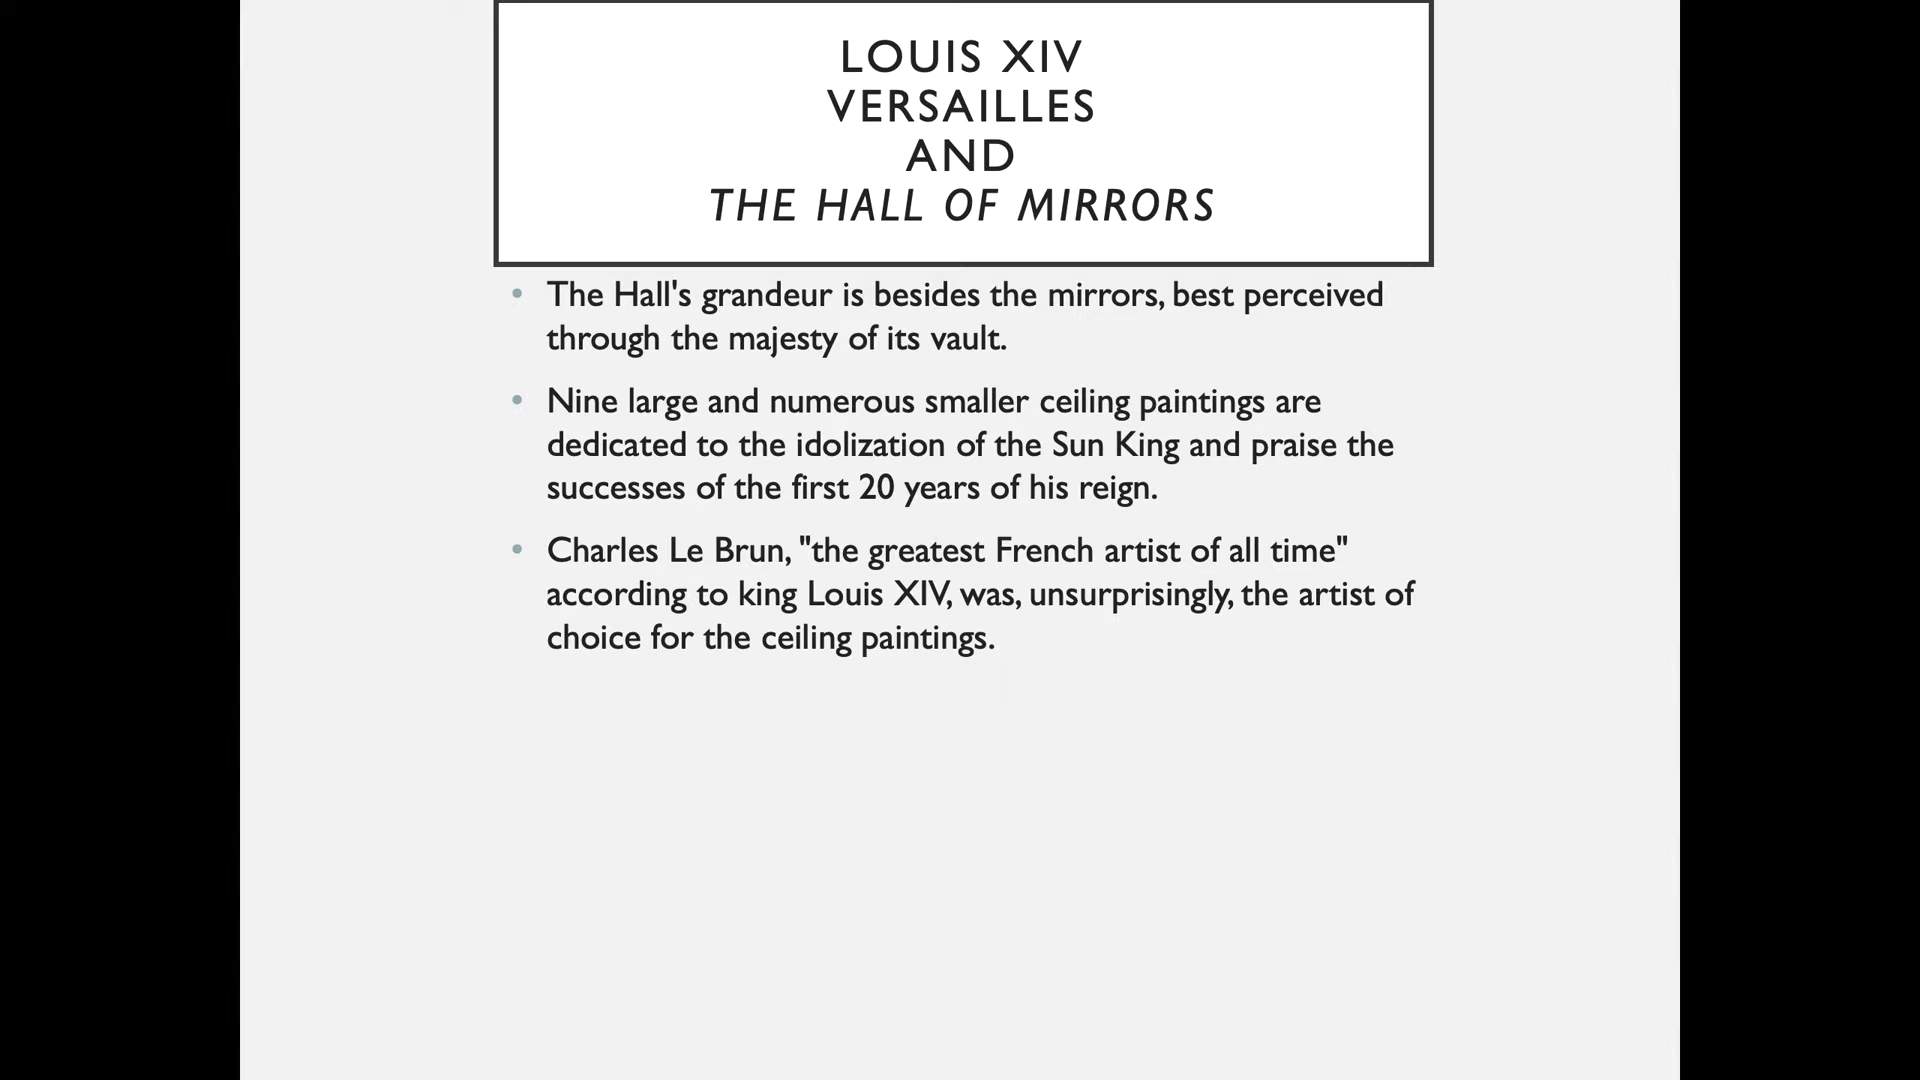 LOUIS XIV
VERSAILLES
AND
THE HALL OF MIRRORS
• The Hall's grandeur is besides the mirrors, best perceived
through the majesty of its vault.
• Nine large and numerous smaller ceiling paintings are
dedicated to the idolization of the Sun King and praise the
successes of the first 20 years of his reign.
• Charles Le Brun, "the greatest French artist of all time"
according to king Louis XIV, was, unsurprisingly, the artist of
choice for the ceiling paintings.